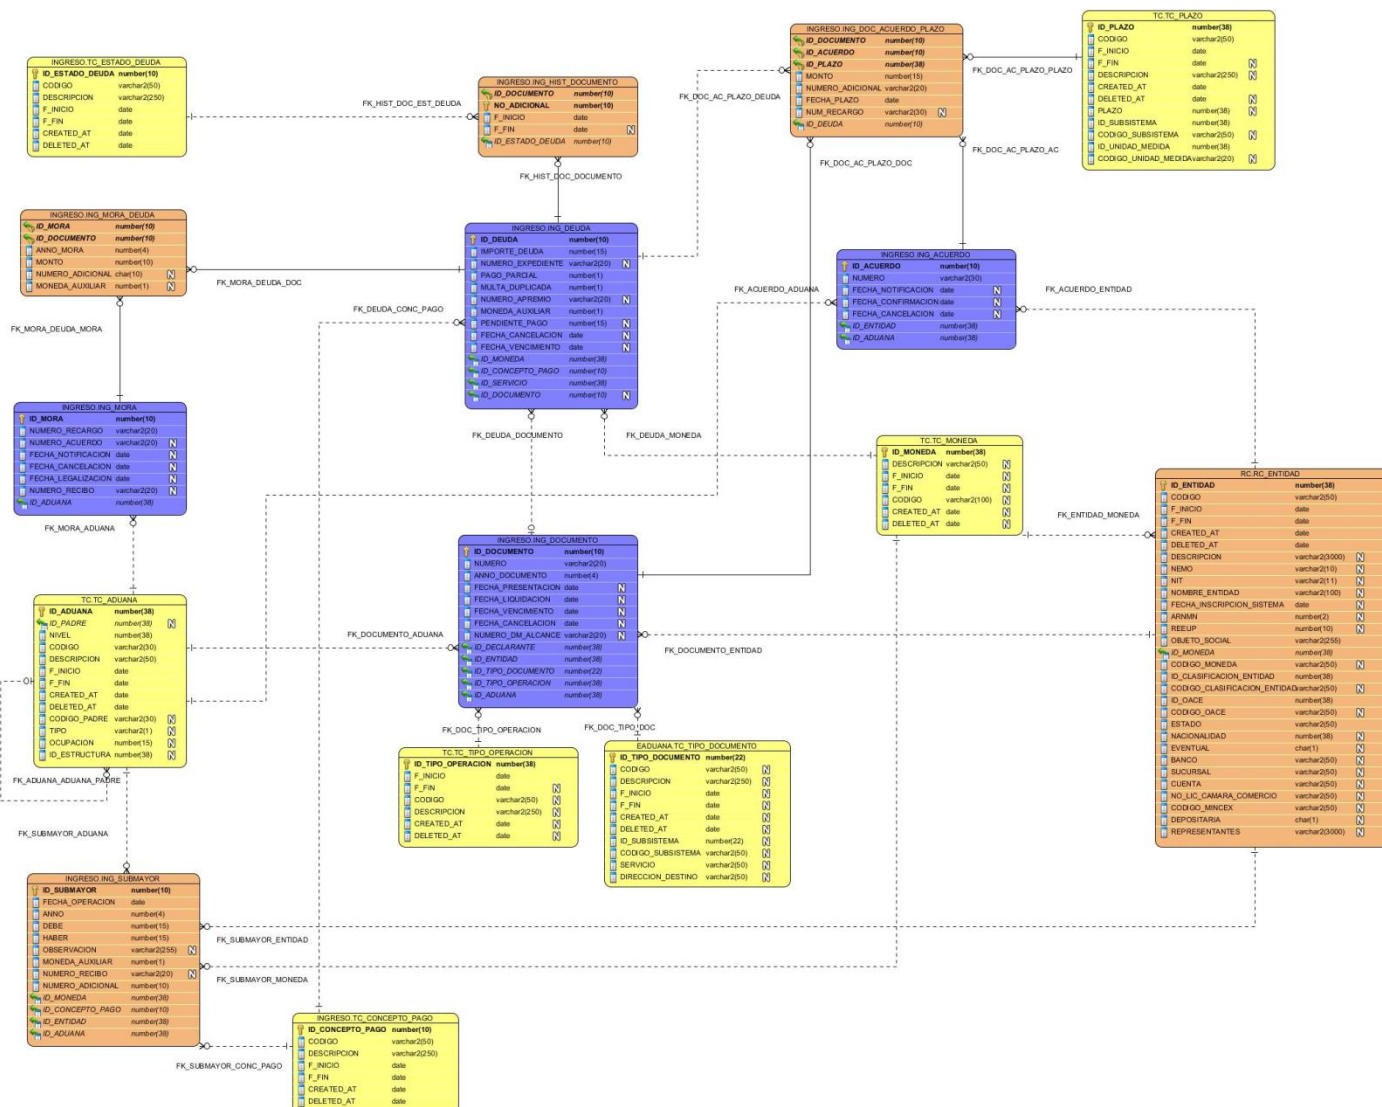 INGRESO.TC_ESTADO_DEUDA
ID_ESTADO_DEUDA number(10)
CODIGO varchar2(50)
DESCRIPCION varchar2(250)
F_INICIO date
F_FIN date
CREATED_AT date
DELETED_AT date
FK_HIST_DOC_EST_DEUDA
INGRESO.ING_HIST_DOCUMENTO
ID_DOCUMENTO number(10)
NO_ADICIONAL number(10)
F_INICIO date
F_FIN date N
ID_ESTADO_DEUDA number(10)
FK_HIST_DOC_DOCUMENTO
FK_DOC_AC_PLAZO_DEUDA
INGRESO.ING_DOC_ACUERDO_PLAZO
ID_DOCUMENTO number(10)
ID_ACUERDO number(10)
ID_PLAZO number(38)
MONTO number(15)
NUMERO_ADICIONAL varchar2(20)
FECHA_PLAZO date
NUM_RECARGO varchar2(30) N
ID_DEUDA number(10)
FK_DOC_AC_PLAZO_PLAZO
FK_DOC_AC_PLAZO_AC
FK_DOC_AC_PLAZO_DOC
TC.TC_PLAZO
ID_PLAZO number(38)
CODIGO varchar2(50)
F_INICIO date
F_FIN date N
DESCRIPCION varchar2(250) N
CREATED_AT date
DELETED_AT date N
PLAZO number(38) N
ID_SUBSISTEMA number(38)
CODIGO_SUBSISTEMA varchar2(50) N
ID_UNIDAD_MEDIDA number(38)
CODIGO_UNIDAD_MEDIDA varchar2(20) N
INGRESO.ING_MORA_DEUDA
ID_MORA number(10)
ID_DOCUMENTO number(10)
ANNO_MORA number(4)
MONTO number(10)
NUMERO_ADICIONAL char(10) N
MONEDA_AUXILIAR number(1) N
FK_MORA_DEUDA_DOC
FK_MORA_DEUDA_MORA
INGRESO.ING_DEUDA
ID_DEUDA number(10)
IMPORTE_DEUDA number(15)
NUMERO_EXPEDIENTE varchar2(20) N
PAGO_PARCIAL number(1)
MULTA_DUPLICADA number(1)
NUMERO_APREMIO varchar2(20) N
MONEDA_AUXILIAR number(1)
PENDIENTE_PAGO number(15) N
FECHA_CANCELACION date N
FECHA_VENCIMIENTO date N
ID_MONEDA number(38)
ID_CONCEPTO_PAGO number(10)
ID_SERVICIO number(38)
ID_DOCUMENTO number(10) N
FK_DEUDA_CONC_PAGO
FK_DEUDA_DOCUMENTO
FK_DEUDA_MONEDA
INGRESO.ING_ACUERDO
ID_ACUERDO number(10)
NUMERO varchar2(30)
FECHA_NOTIFICACION date N
FECHA_CONFIRMACION date N
FECHA_CANCELACION date N
ID_ENTIDAD number(38)
ID_ADUANA number(38)
FK_ACUERDO_ADUANA
FK_ACUERDO_ENTIDAD
INGRESO.ING_MORA
ID_MORA number(10)
NUMERO_RECARGO varchar2(20)
NUMERO_ACUERDO varchar2(20) N
FECHA_NOTIFICACION date N
FECHA_CANCELACION date N
FECHA_LEGALIZACION date N
NUMERO_RECIBO varchar2(20) N
ID_ADUANA number(38)
FK_MORA_ADUANA
TC.TC_MONEDA
ID_MONEDA number(38)
DESCRIPCION varchar2(50) N
F_INICIO date N
F_FIN date N
CODIGO varchar2(100) N
CREATED_AT date N
DELETED_AT date N
FK_ENTIDAD_MONEDA
RC.RC_ENTIDAD
ID_ENTIDAD number(38)
CODIGO varchar2(50)
F_INICIO date
F_FIN date
CREATED_AT date
DELETED_AT date
DESCRIPCION varchar2(3000) N
NEMO varchar2(10) N
NIT varchar2(11) N
NOMBRE_ENTIDAD varchar2(100) N
FECHA_INSCRIPCION_SISTEMA date N
ARNMN number(2) N
REEUP number(10) N
OBJETO_SOCIAL varchar2(255)
ID_MONEDA number(38)
CODIGO_MONEDA varchar2(50) N
ID_CLASIFICACION_ENTIDAD number(38)
CODIGO_CLASIFICACION_ENTIDAD varchar2(50) N
ID_OACE number(38)
CODIGO_OACE varchar2(50) N
ESTADO varchar2(50)
NACIONALIDAD number(38) N
EVENTUAL char(1) N
BANCO varchar2(50) N
SUCURSAL varchar2(50) N
CUENTA varchar2(50) N
NO_LIC_CAMARA_COMERCIO varchar2(50) N
CODIGO_MINCEX varchar2(50) N
DEPOSITARIA char(1) N
REPRESENTANTES varchar2(3000) N
INGRESO.ING_DOCUMENTO
ID_DOCUMENTO number(10)
NUMERO varchar2(20)
ANNO_DOCUMENTO number(4)
FECHA_PRESENTACION date N
FECHA_LIQUIDACION date N
FECHA_VENCIMIENTO date N
FECHA_CANCELACION date N
NUMERO_DM_ALCANCE varchar2(20) N
ID_DECLARANTE number(38)
ID_ENTIDAD number(38)
ID_TIPO_DOCUMENTO number(22)
ID_TIPO_OPERACION number(38)
ID_ADUANA number(38)
FK_DOCUMENTO_ADUANA
FK_DOCUMENTO_ENTIDAD
FK_DOC_TIPO_OPERACION
FK_DOC_TIPO_DOC
TC.TC_ADUANA
ID_ADUANA number(38)
ID_PADRE number(38) N
NIVEL number(38)
CODIGO varchar2(30)
DESCRIPCION varchar2(50)
F_INICIO date
F_FIN date
CREATED_AT date
DELETED_AT date
CODIGO_PADRE varchar2(30) N
TIPO varchar2(1) N
OCUPACION number(15) N
ID_ESTRUCTURA number(38) N
FK_ADUANA_ADUANA_PADRE
FK_SUBMAYOR_ADUANA
TC.TC_TIPO_OPERACION
ID_TIPO_OPERACION number(38)
F_INICIO date
F_FIN date N
CODIGO varchar2(50) N
DESCRIPCION varchar2(250) N
CREATED_AT date N
DELETED_AT date N
EADUANA.TC_TIPO_DOCUMENTO
ID_TIPO_DOCUMENTO number(22)
CODIGO varchar2(50) N
DESCRIPCION varchar2(250) N
F_INICIO date N
F_FIN date N
CREATED_AT date N
DELETED_AT date N
ID_SUBSISTEMA number(22) N
CODIGO_SUBSISTEMA varchar2(50) N
SERVICIO varchar2(50) N
DIRECCION_DESTINO varchar2(50) N
INGRESO.ING_SUBMAYOR
ID_SUBMAYOR number(10)
FECHA_OPERACION date
ANNO number(4)
DEBE number(15)
HABER number(15)
OBSERVACION varchar2(255) N
MONEDA_AUXILIAR number(1)
NUMERO_RECIBO varchar2(20) N
NUMERO_ADICIONAL number(10)
ID_MONEDA number(38)
ID_CONCEPTO_PAGO number(10)
ID_ENTIDAD number(38)
ID_ADUANA number(38)
FK_SUBMAYOR_ENTIDAD
FK_SUBMAYOR_MONEDA
FK_SUBMAYOR_CONC_PAGO
INGRESO.TC_CONCEPTO_PAGO
ID_CONCEPTO_PAGO number(10)
CODIGO varchar2(50)
DESCRIPCION varchar2(250)
F_INICIO date
F_FIN date
CREATED_AT date
DELETED_AT date